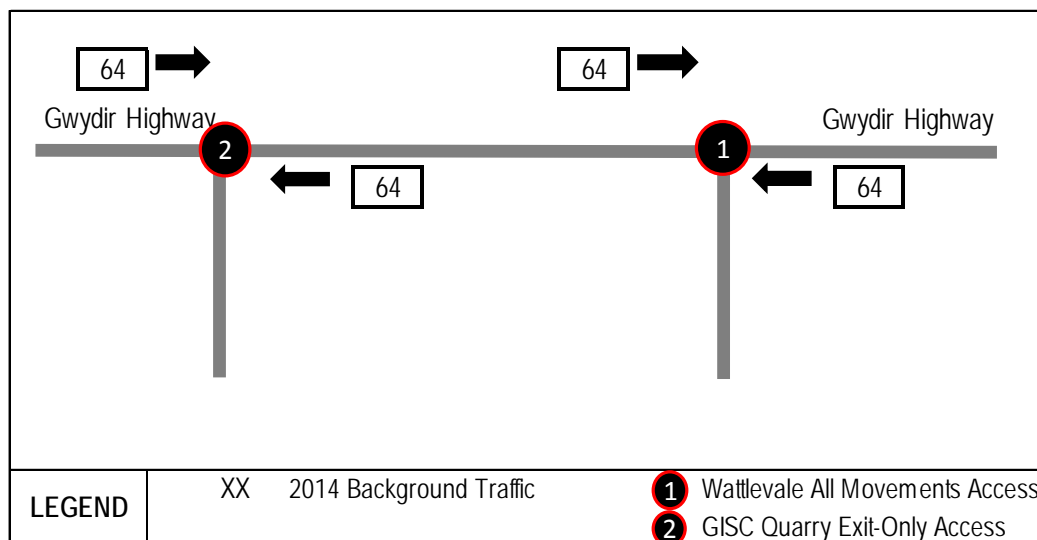 64
64
Gwydir Highway
Gwydir Highway
2
1
64
64
LEGEND
XX 2014 Background Traffic
1 Wattlevale All Movements Access
2 GISC Quarry Exit-Only Access